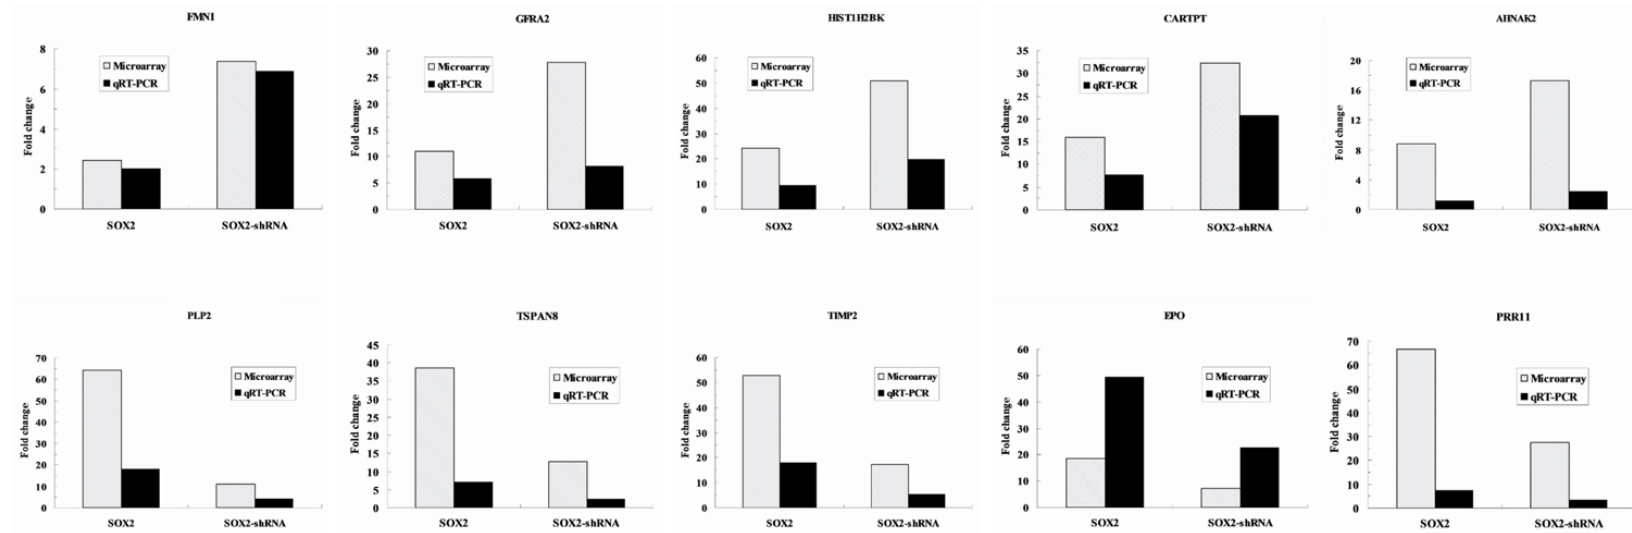 FMN1
8
6
4
2
0
Fold change
Microarray
qRT-PCR
SOX2
SOX2-shRNA
GFRA2
30
25
20
15
10
5
0
Fold change
Microarray
qRT-PCR
SOX2
SOX2-shRNA
HIST1H2BK
60
50
40
30
20
10
0
Fold change
Microarray
qRT-PCR
SOX2
SOX2-shRNA
CARTPT
35
30
25
20
15
10
5
0
Fold change
Microarray
qRT-PCR
SOX2
SOX2-shRNA
AHNAK2
20
16
12
8
4
0
Fold change
Microarray
qRT-PCR
SOX2
SOX2-shRNA
PLP2
70
60
50
40
30
20
10
0
Fold change
Microarray
qRT-PCR
SOX2
SOX2-shRNA
TSPAN8
45
40
35
30
25
20
15
10
5
0
Fold change
Microarray
qRT-PCR
SOX2
SOX2-shRNA
TIMP2
60
50
40
30
20
10
0
Fold change
Microarray
qRT-PCR
SOX2
SOX2-shRNA
EPO
60
50
40
30
20
10
0
Fold change
Microarray
qRT-PCR
SOX2
SOX2-shRNA
PRR11
70
60
50
40
30
20
10
0
Fold change
Microarray
qRT-PCR
SOX2
SOX2-shRNA